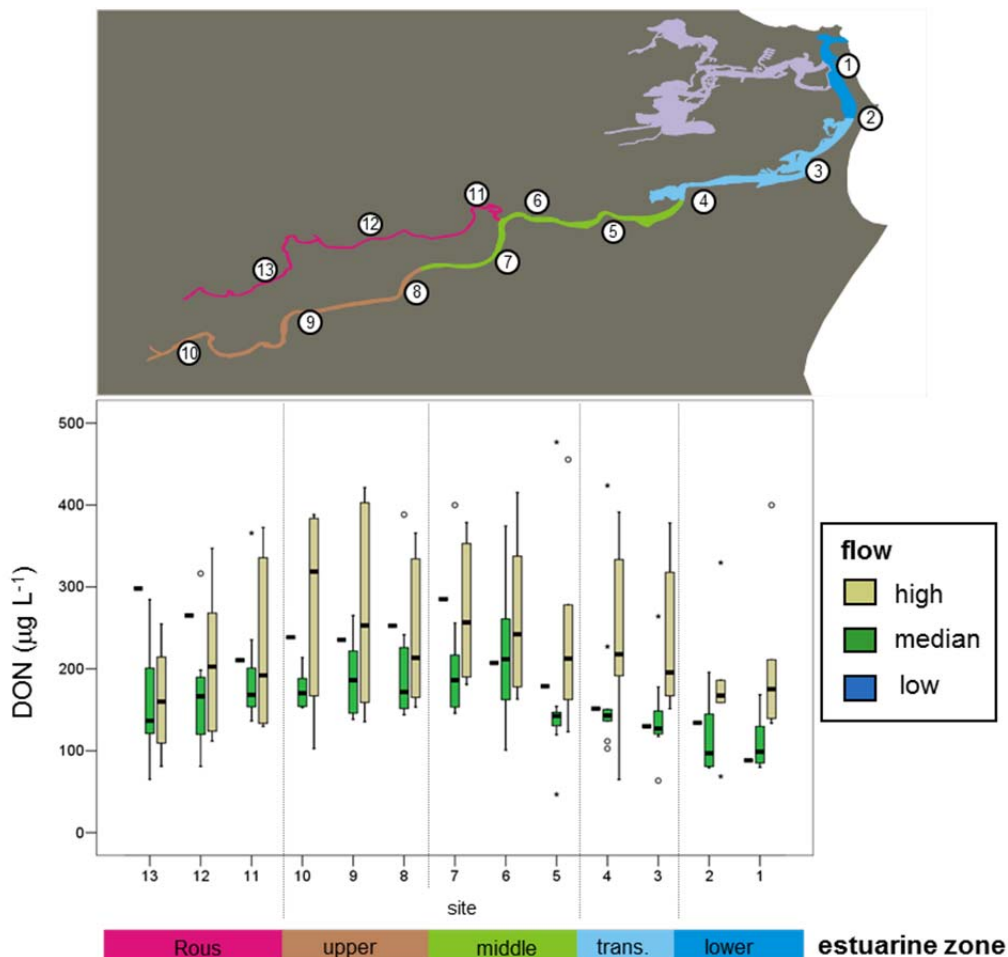 1
2
3
4
11
6
12
5
7
13
8
9
10
500
400
300
200
100
0
DON (µg L⁻¹)
13 12 11 10 9 8 7 6 5 4 3 2 1
site
flow
high
median
low
Rous upper middle trans. lower estuarine zone